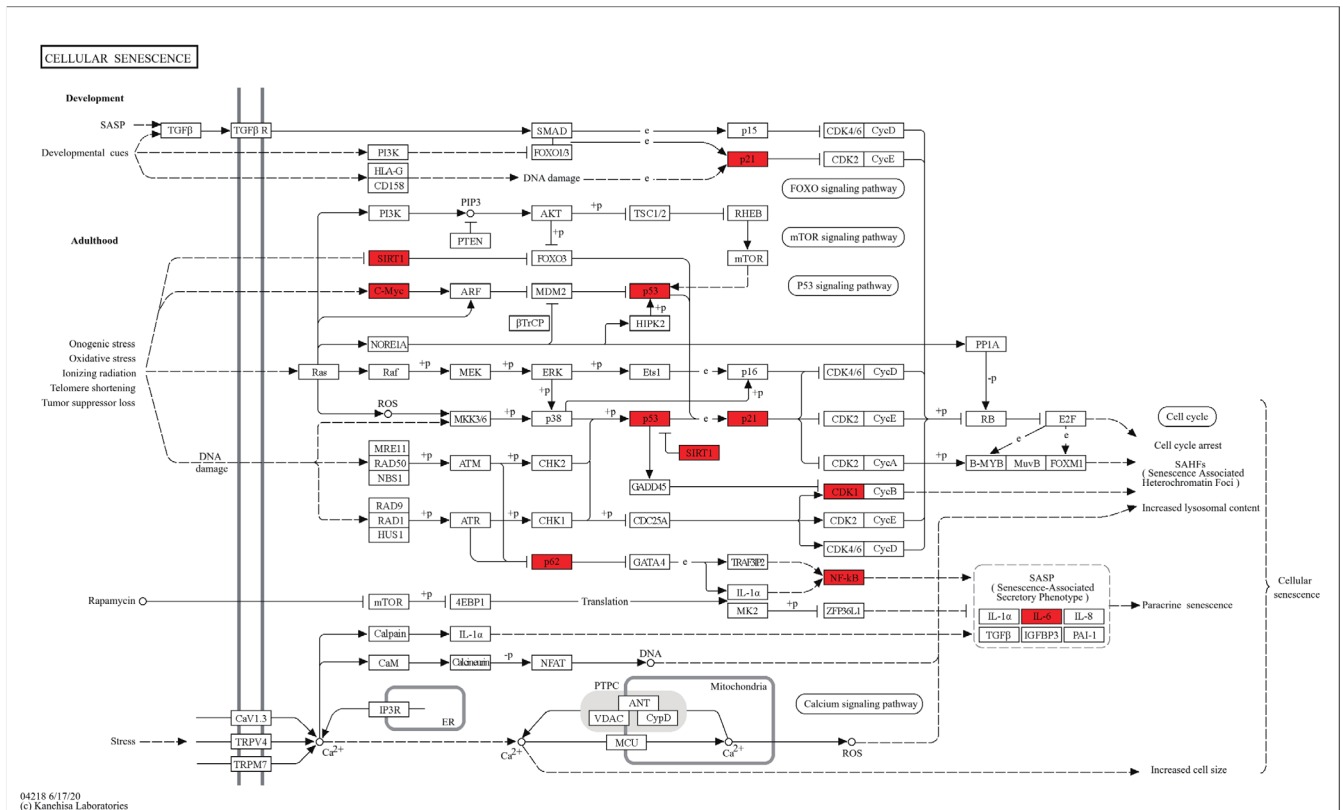 CELLULAR SENESCENCE
Development
SASP
TGFβ
TGFβ R
SMAD
e
p15
CDK4/6
CycD
Developmental cues
PI3K
FOXO1/3
e
p21
CDK2
CycE
HLA-G
CD158
DNA damage
e
FOXO signaling pathway
PIP3
PI3K
AKT
+p
TSC1/2
RHEB
mTOR signaling pathway
PTEN
+p
Adulthood
SIRT1
FOXO3
mTOR
P53 signaling pathway
C-Myc
ARF
MDM2
p53
+p
βTrCP
HIPK2
Onogenic stress
Oxidative stress
Ionizing radiation
Telomere shortening
Tumor suppressor loss
NORE1A
PP1A
Ras
Raf
+p
MEK
+p
ERK
+p
Ets1
e
p16
CDK4/6
CycD
-p
+p
+p
ROS
MKK3/6
+p
p38
+p
p53
e
p21
CDK2
CycE
+p
RB
E2F
Cell cycle
e
e
Cell cycle arrest
DNA
damage
MRE11
RAD50
NBS1
+p
ATM
+p
CHK2
SIRT1
CDK2
CycA
+p
B-MYB
MuvB
FOXM1
SAHFs
( Senescence Associated
Heterochromatin Foci )
GADD45
CDK1
CycB
RAD9
RAD1
HUS1
+p
ATR
+p
CHK1
+p
CDC25A
CDK2
CycE
Increased lysosomal content
CDK4/6
CycD
p62
GATA4
e
TRAF3IP2
NF-kB
IL-1α
SASP
( Senescence-Associated
Secretory Phenotype )
Cellular
senescence
Rapamycin
mTOR
+p
4EBP1
Translation
MK2
+p
ZFP36L1
Paracrine senescence
IL-1α
IL-6
IL-8
TGFβ
IGFBP3
PAI-1
Calpain
IL-1α
CaM
Calcineurin
-p
NFAT
DNA
PTPC
Mitochondria
ANT
VDAC
CypD
Calcium signaling pathway
IP3R
ER
CaV1.3
Stress
TRPV4
Ca2+
Ca2+
MCU
Ca2+
ROS
TRPM7
Increased cell size
04218 6/17/20
(c) Kanehisa Laboratories